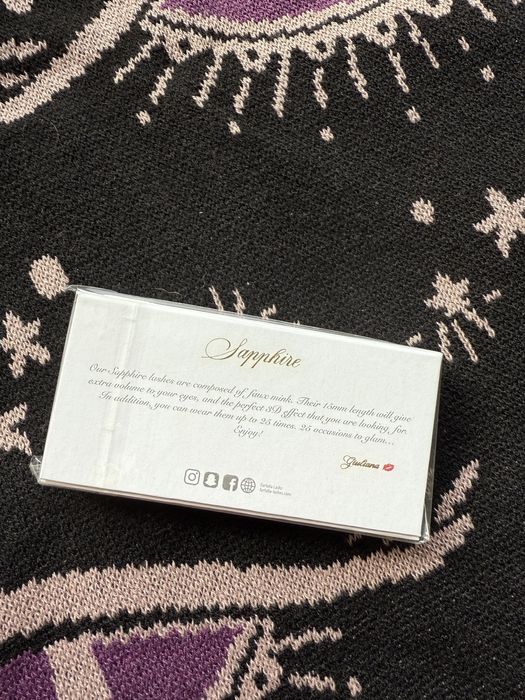 Sapphire
Our Sapphire lashes are composed of faux mink. Their 15mm length will give
extra volume to your eyes, and the perfect 3D effect that you are looking, for.
In addition, you can wear them up to 25 times. 25 occasions to glam...
Enjoy!
Giuliana